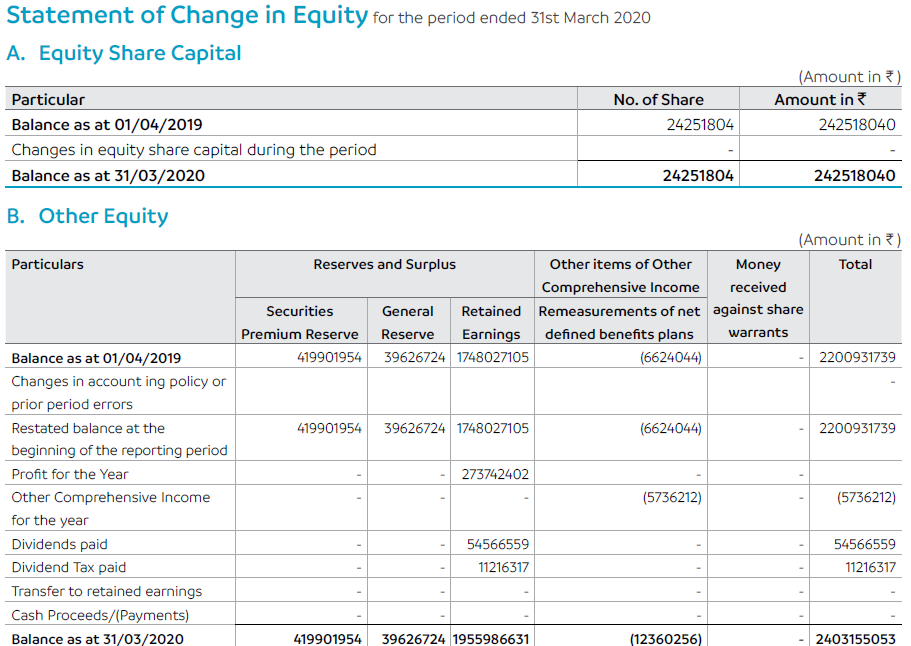 Statement of Change in Equity for the period ended 31st March 2020
A. Equity Share Capital
(Amount in ₹)
Particular No. of Share Amount in ₹
Balance as at 01/04/2019 24251804 242518040
Changes in equity share capital during the period - -
Balance as at 31/03/2020 24251804 242518040
B. Other Equity
(Amount in ₹)
Particulars Reserves and Surplus Other items of Other Money Total
Comprehensive Income received
Securities General Retained Remeasurements of net against share
Premium Reserve Reserve Earnings defined benefits plans warrants
Balance as at 01/04/2019 419901954 39626724 1748027105 (6624044) - 2200931739
Changes in account ing policy or -
prior period errors
Restated balance at the 419901954 39626724 1748027105 (6624044) - 2200931739
beginning of the reporting period
Profit for the Year - - 273742402 - -
Other Comprehensive Income - - - (5736212) - (5736212)
for the year
Dividends paid - - 54566559 - - 54566559
Dividend Tax paid - - 11216317 - - 11216317
Transfer to retained earnings - - - - - -
Cash Proceeds/(Payments) - - - - - -
Balance as at 31/03/2020 419901954 39626724 1955986631 (12360256) - 2403155053